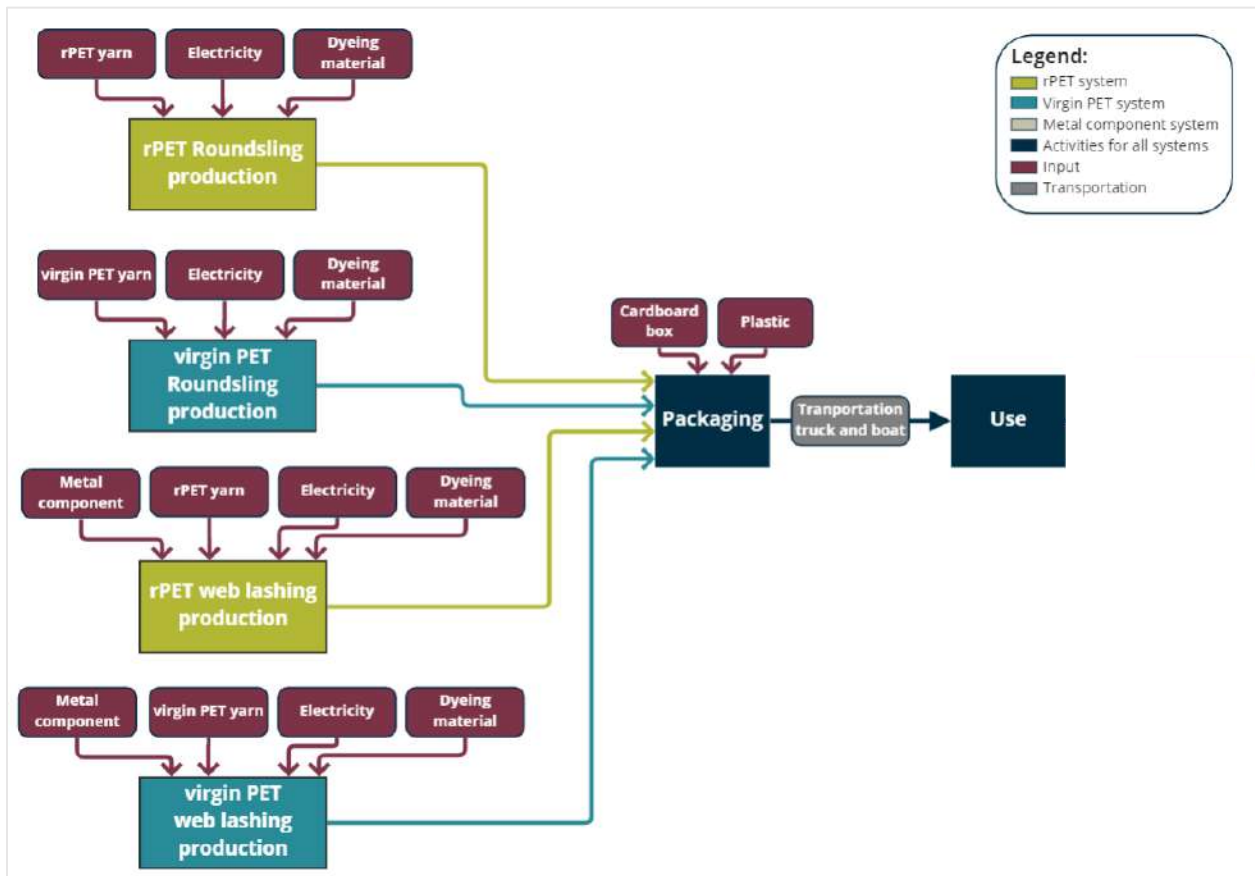 rPET yarn
Electricity
Dyeing
material
rPET Roundsling
production
Legend:
rPET system
Virgin PET system
Metal component system
Activities for all systems
Input
Transportation
virgin PET yarn
Electricity
Dyeing
material
virgin PET
Roundsling
production
Cardboard
box
Plastic
Packaging
Tranportation
truck and boat
Use
Metal
component
rPET yarn
Electricity
Dyeing
material
rPET web lashing
production
Metal
component
virgin PET yarn
Electricity
Dyeing
material
virgin PET
web lashing
production